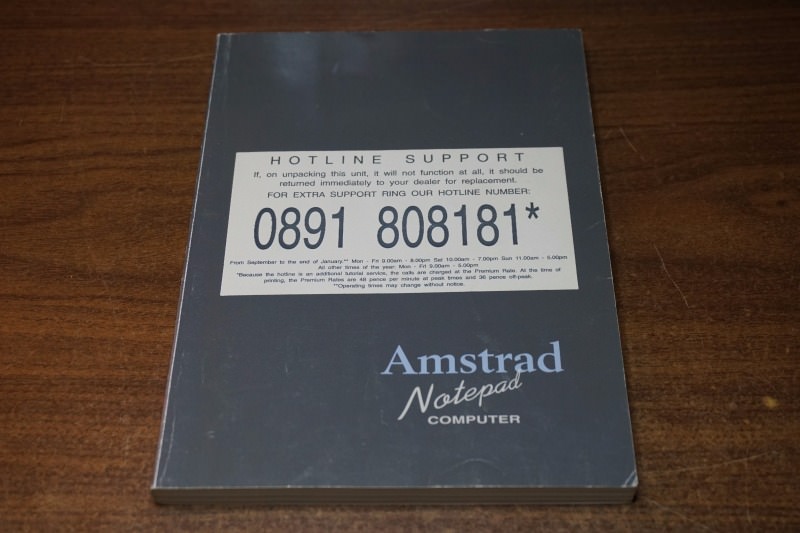 HOTLINE SUPPORT
If, on unpacking this unit, it will not function at all, it should be
returned immediately to your dealer for replacement.
FOR EXTRA SUPPORT RING OUR HOTLINE NUMBER:
0891 808181*
From September to the end of January.** Mon - Fri 9.00am - 8.00pm Sat 10.00am - 7.00pm Sun 11.00am - 5.00pm
All other times of the year: Mon - Fri 9.00am - 5.00pm
*Because the hotline is an additional tutorial service, the calls are charged at the Premium Rate. At the time of
printing, the Premium Rates are 48 pence per minute at peak times and 36 pence off-peak.
**Operating times may change without notice.
Amstrad
Notepad
COMPUTER